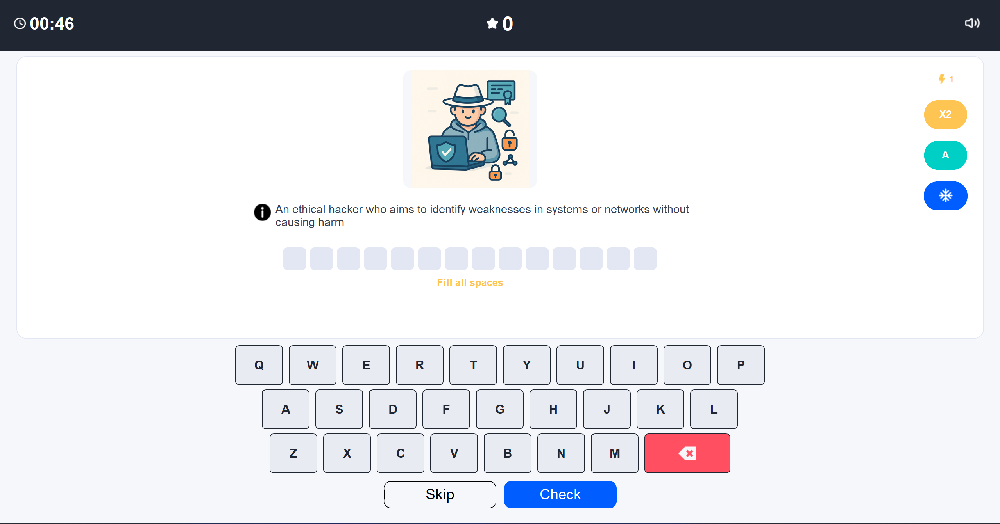 00:46
0
1
X2
A
An ethical hacker who aims to identify weaknesses in systems or networks without
causing harm
Fill all spaces
Q W E R T Y U I O P
A S D F G H J K L
Z X C V B N M
Skip Check